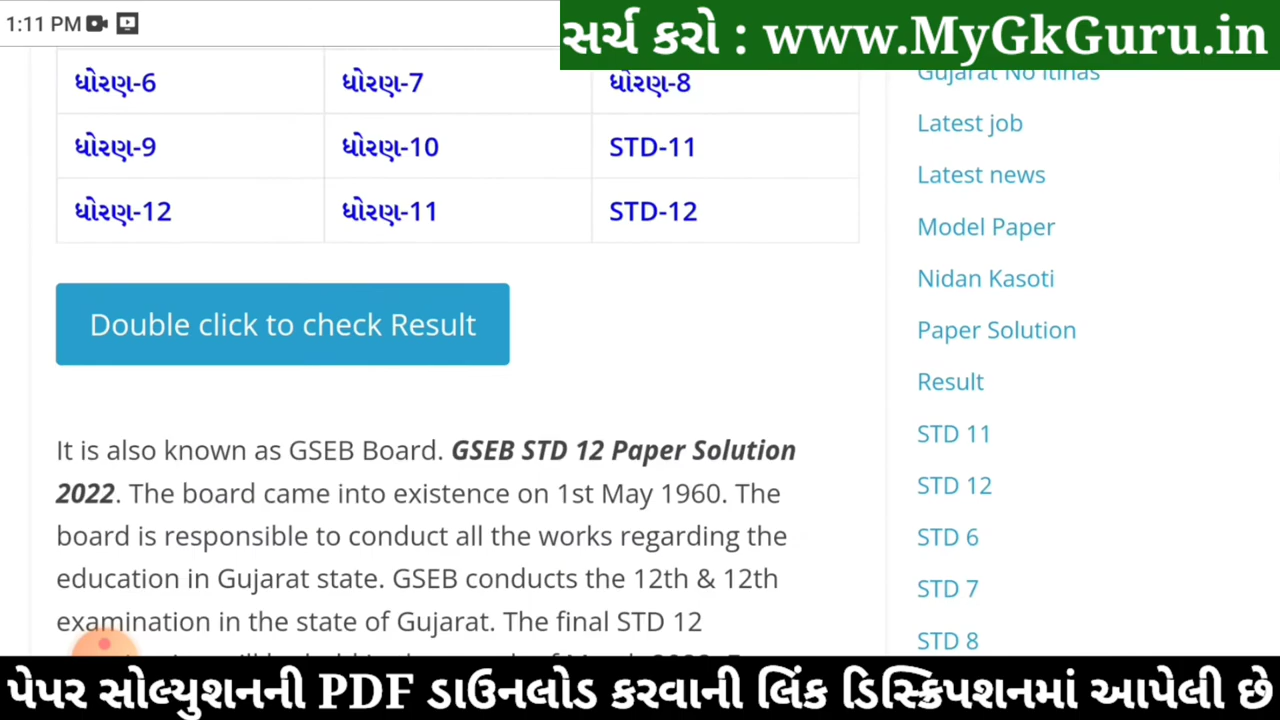 1:11 PM
સર્ચ કરો : www.MyGkGuru.in
ધોરણ-6 ધોરણ-7 ધોરણ-8
ધોરણ-9 ધોરણ-10 STD-11
ધોરણ-12 ધોરણ-11 STD-12
Double click to check Result
It is also known as GSEB Board. GSEB STD 12 Paper Solution
2022. The board came into existence on 1st May 1960. The
board is responsible to conduct all the works regarding the
education in Gujarat state. GSEB conducts the 12th & 12th
examination in the state of Gujarat. The final STD 12
Gujarat No Itihas
Latest job
Latest news
Model Paper
Nidan Kasoti
Paper Solution
Result
STD 11
STD 12
STD 6
STD 7
STD 8
પેપર સોલ્યુશનની PDF ડાઉનલોડ કરવાની લિંક ડિસ્ક્રિપશનમાં આપેલી છે